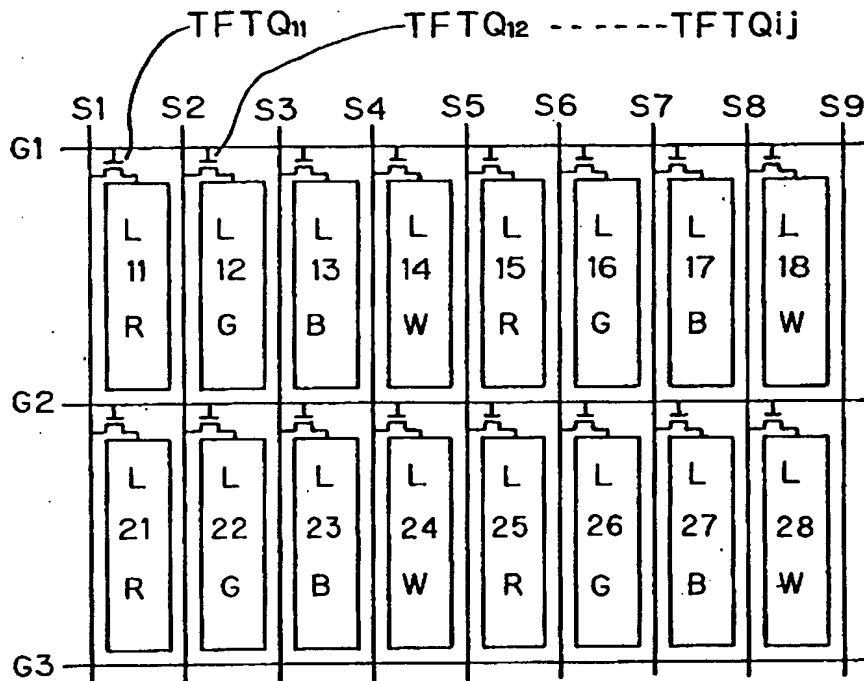 TFTQ11 TFTQ12 ------TFTQij
S1 S2 S3 S4 S5 S6 S7 S8 S9
G1
L L L L L L L L
11 12 13 14 15 16 17 18
R G B W R G B W
G2
L L L L L L L L
21 22 23 24 25 26 27 28
R G B W R G B W
G3